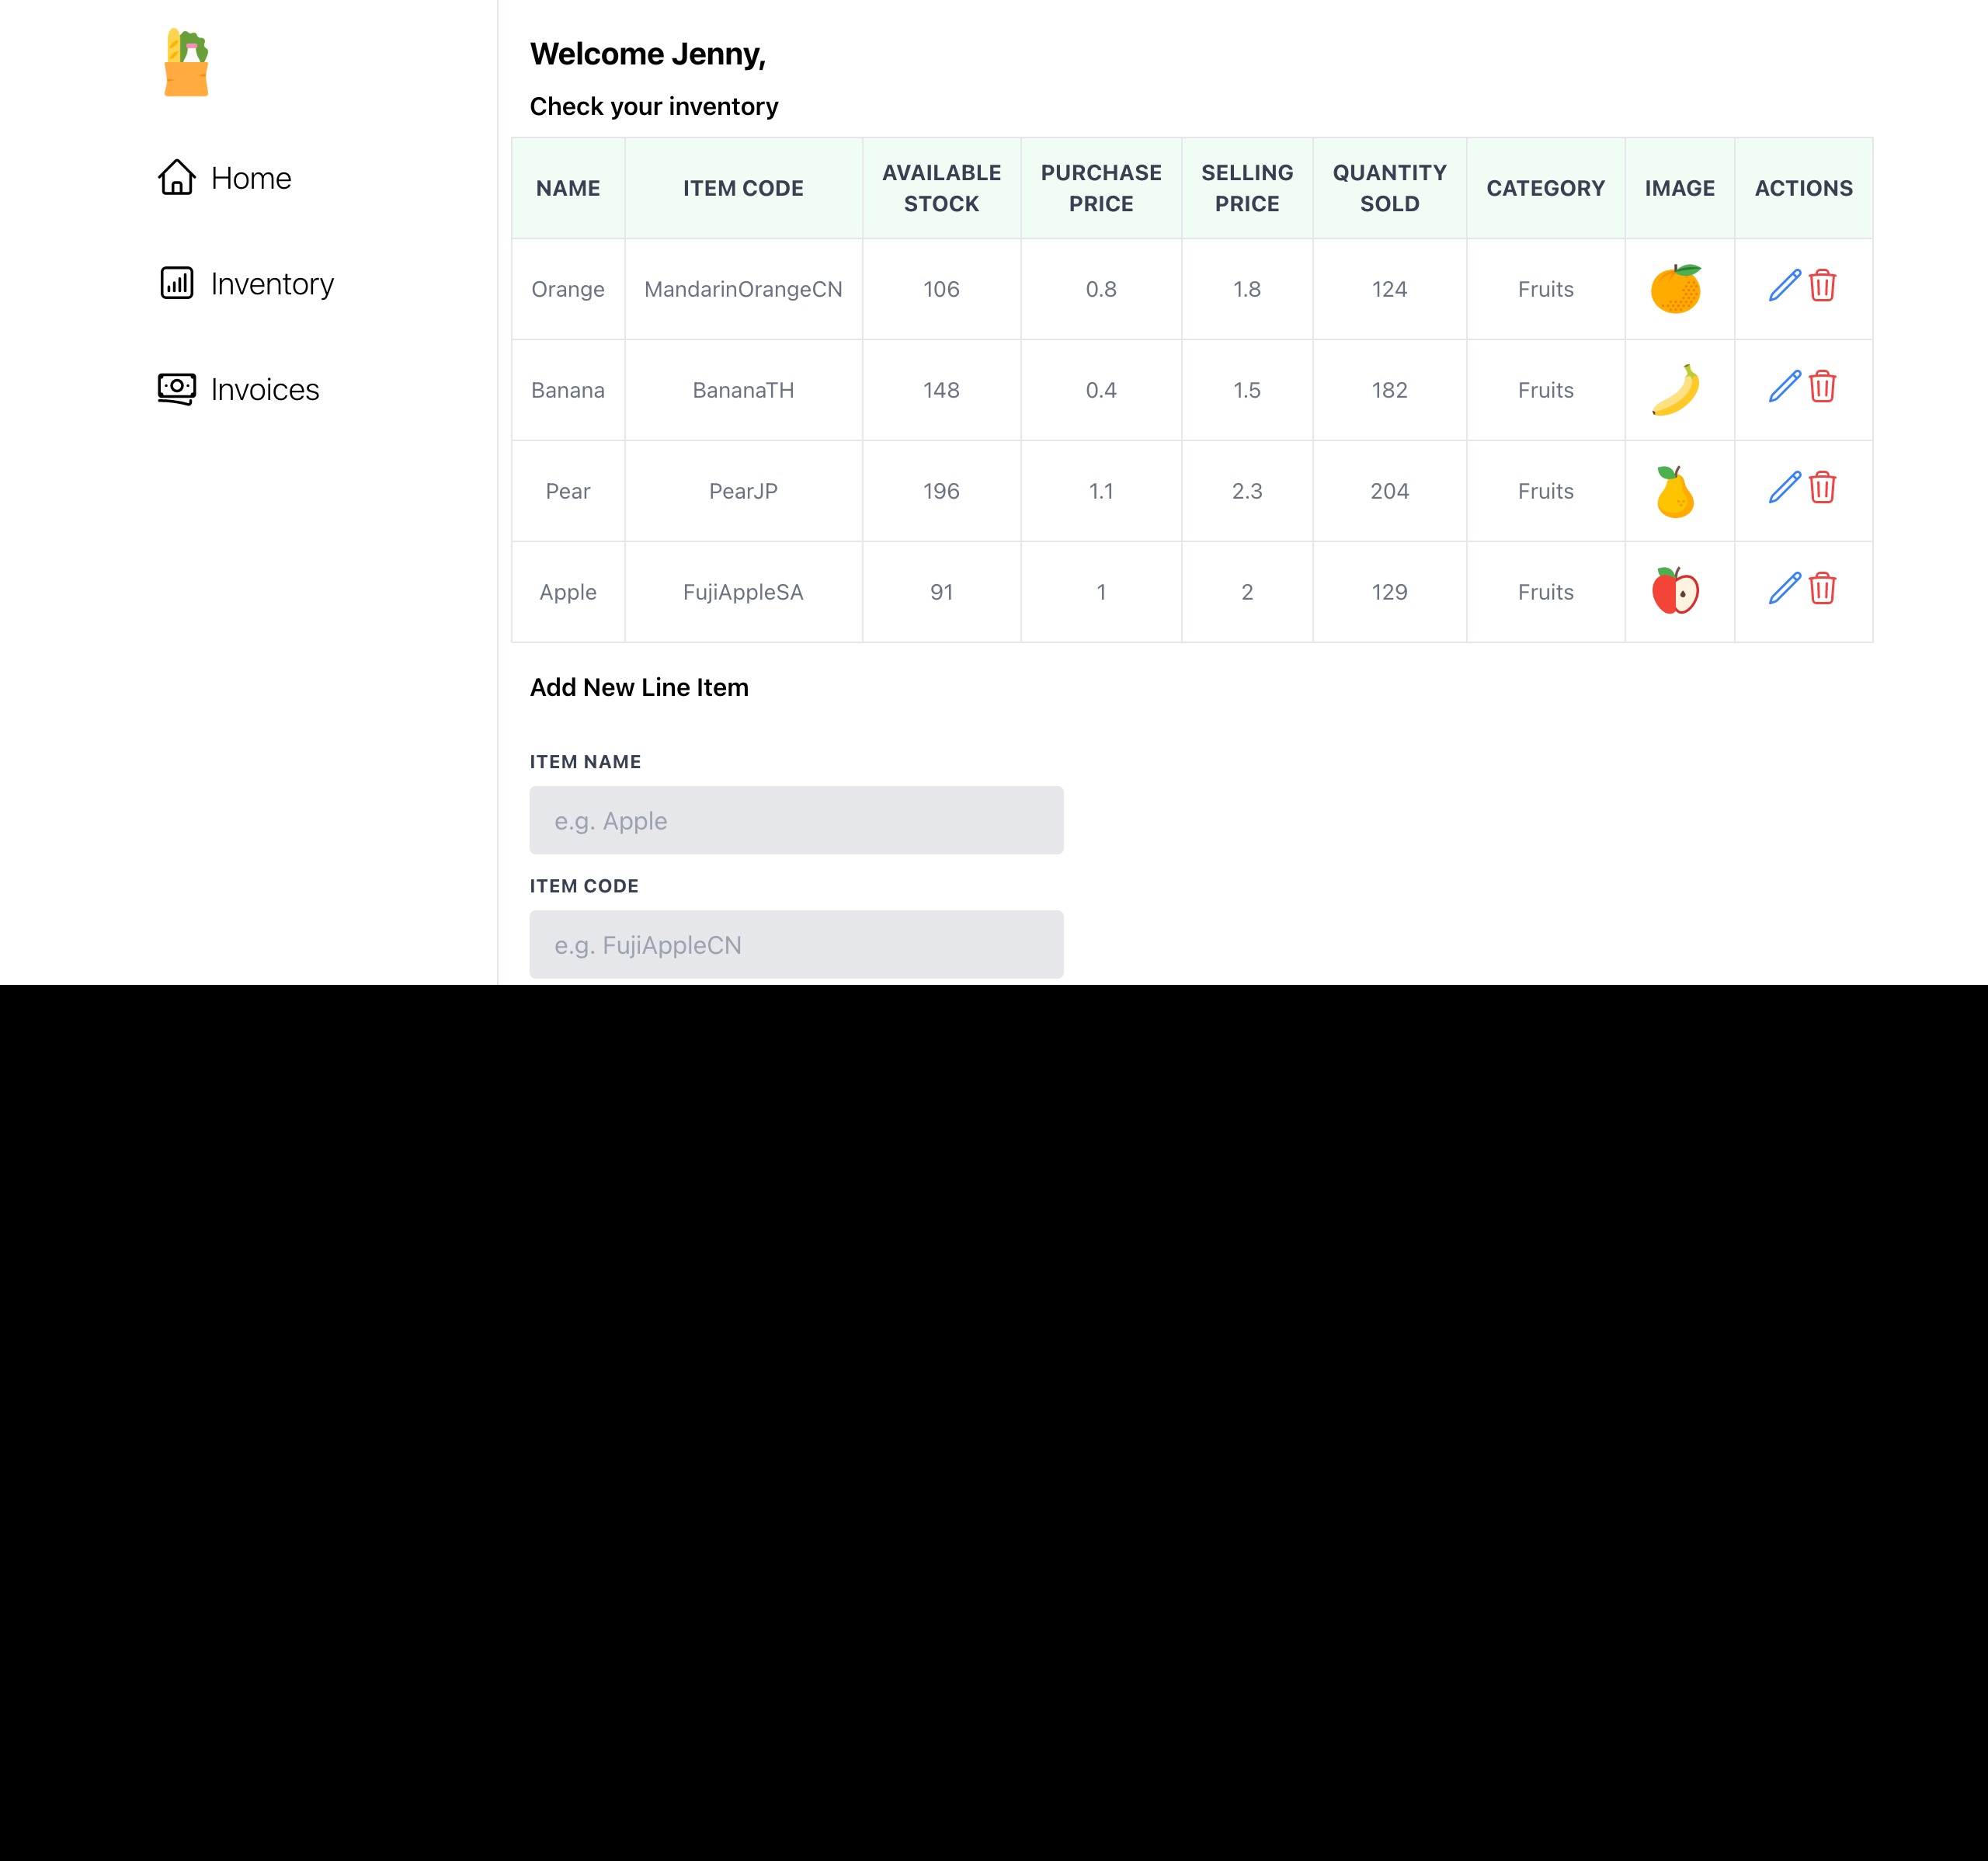 Home
Inventory
Invoices
Welcome Jenny,
Check your inventory
NAME ITEM CODE AVAILABLE STOCK PURCHASE PRICE SELLING PRICE QUANTITY SOLD CATEGORY IMAGE ACTIONS
Orange MandarinOrangeCN 106 0.8 1.8 124 Fruits
Banana BananaTH 148 0.4 1.5 182 Fruits
Pear PearJP 196 1.1 2.3 204 Fruits
Apple FujiAppleSA 91 1 2 129 Fruits
Add New Line Item
ITEM NAME
e.g. Apple
ITEM CODE
e.g. FujiAppleCN